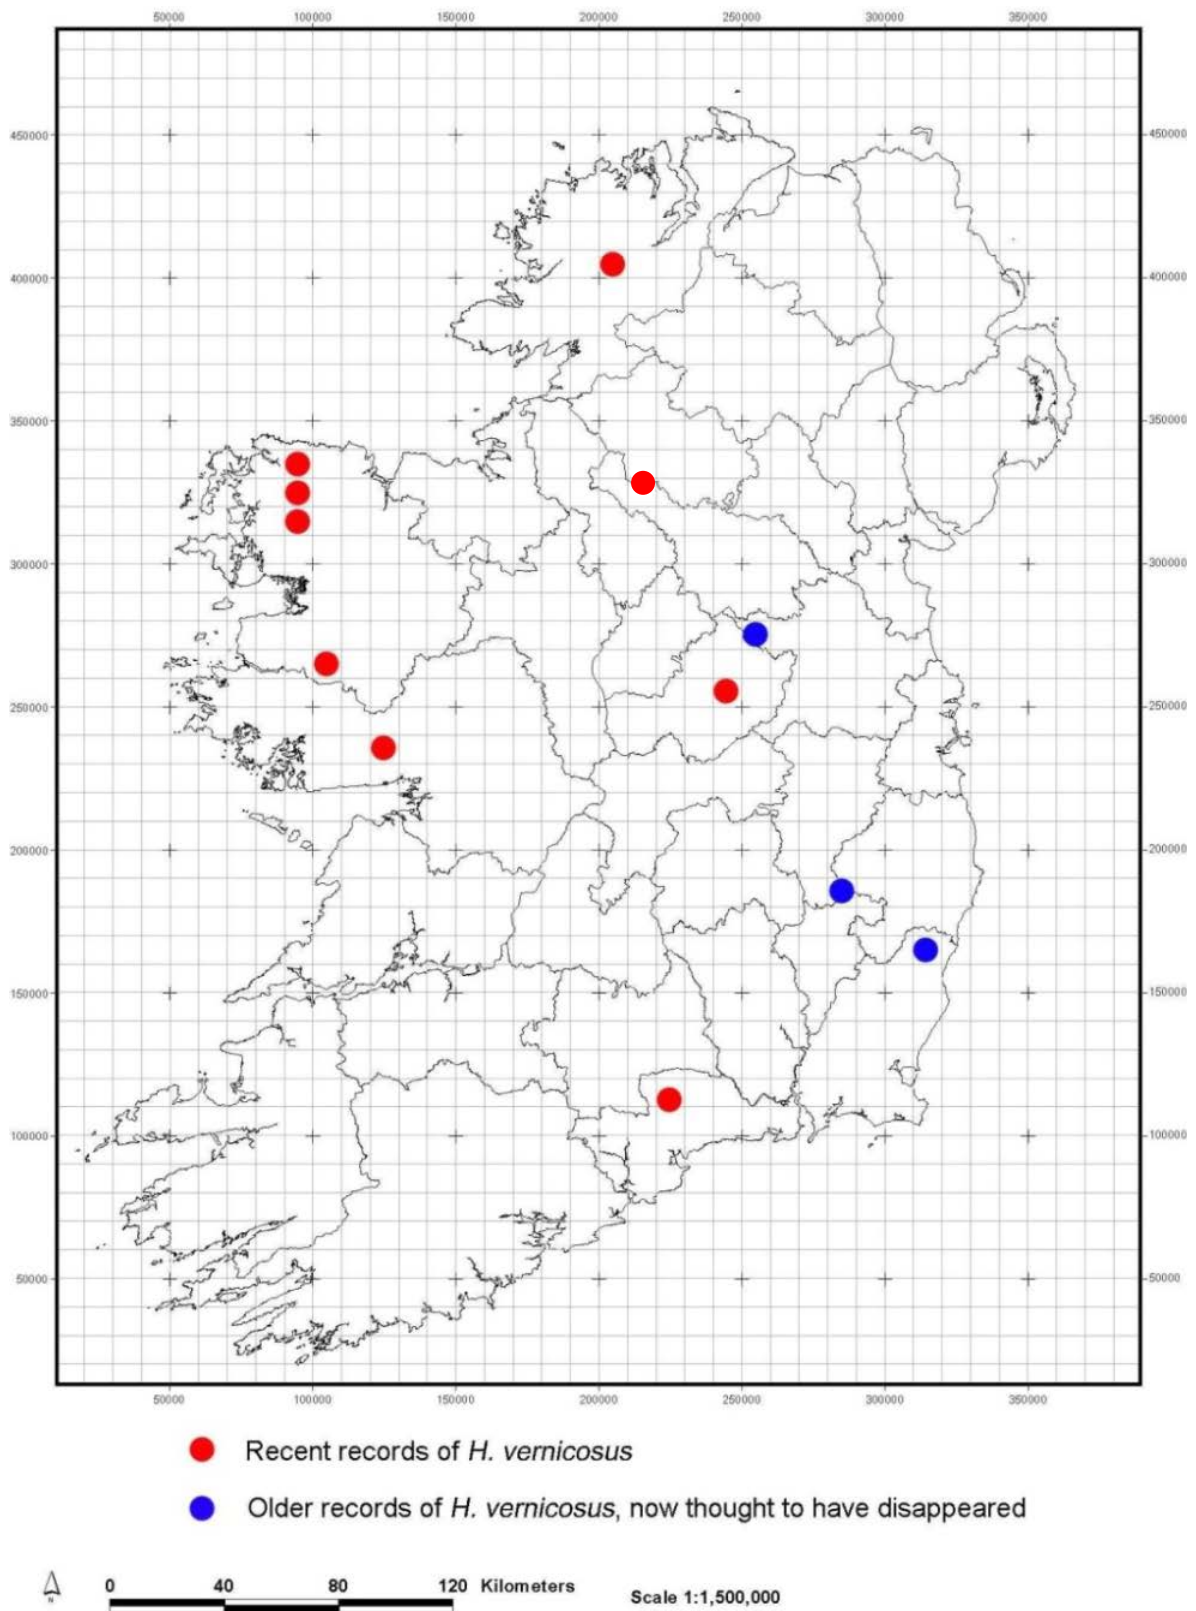 50000 100000 150000 200000 250000 300000 350000
450000 450000
400000 400000
350000 350000
300000 300000
250000 250000
200000 200000
150000 150000
100000 100000
50000 50000
50000 100000 150000 200000 250000 300000 350000
Recent records of H. vernicosus
Older records of H. vernicosus, now thought to have disappeared
N 0 40 80 120 Kilometers Scale 1:1,500,000